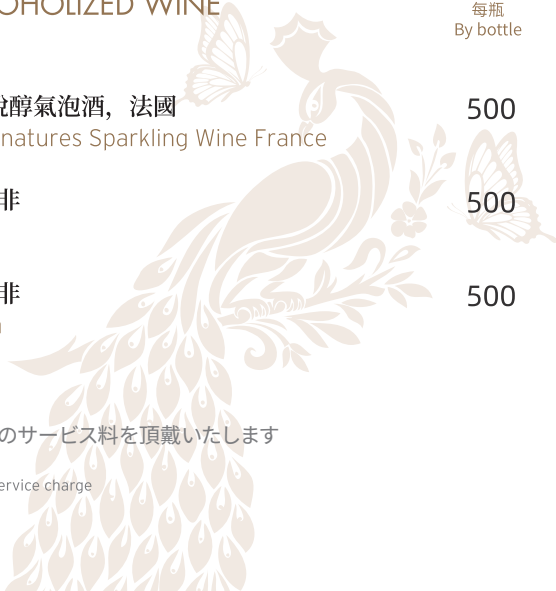 OHOLIZED WINE
每瓶
By bottle
脫醇氣泡酒，法國
500
natures Sparkling Wine France
非
500
非
500
のサービス料を頂戴いたします
ervice charge